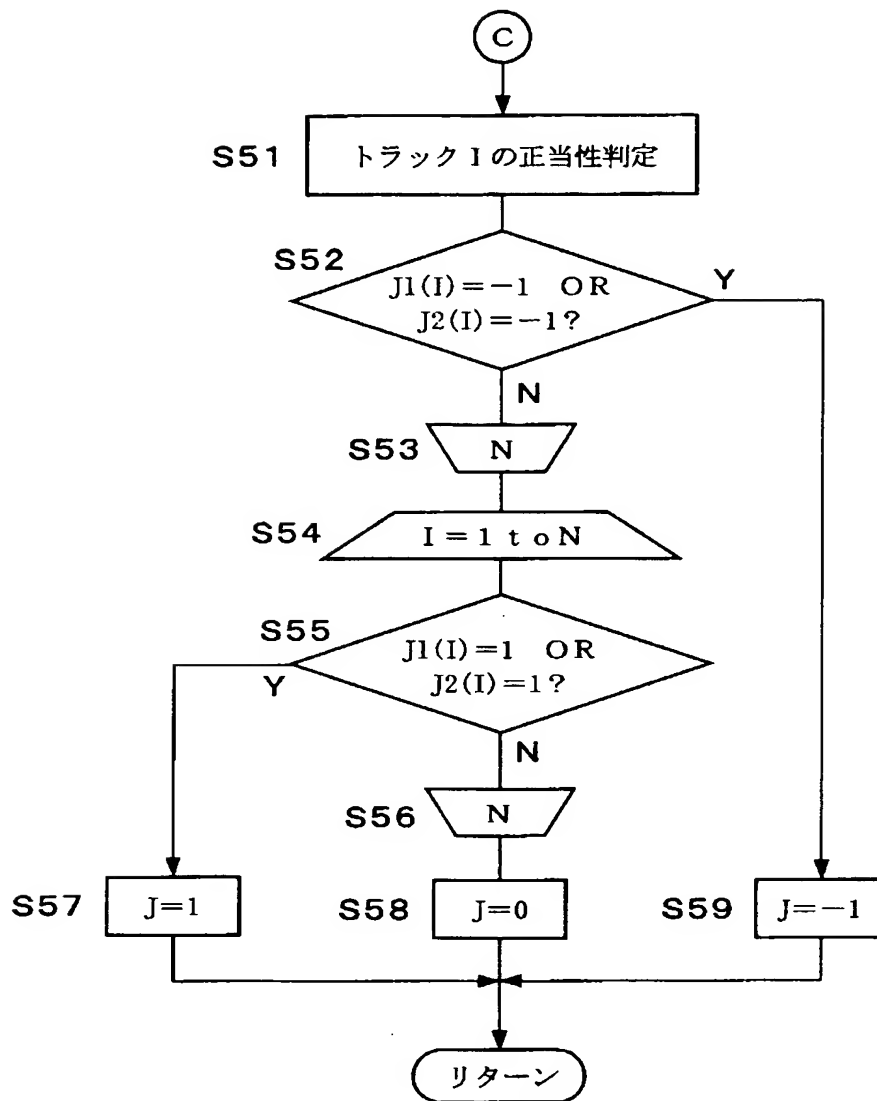 C
S51
トラックIの正当性判定
S52
J1(I)=-1 OR
J2(I)=-1?
Y
N
S53
N
S54
I=1 to N
S55
J1(I)=1 OR
J2(I)=1?
Y
N
S56
N
S57
J=1
S58
J=0
S59
J=-1
リターン